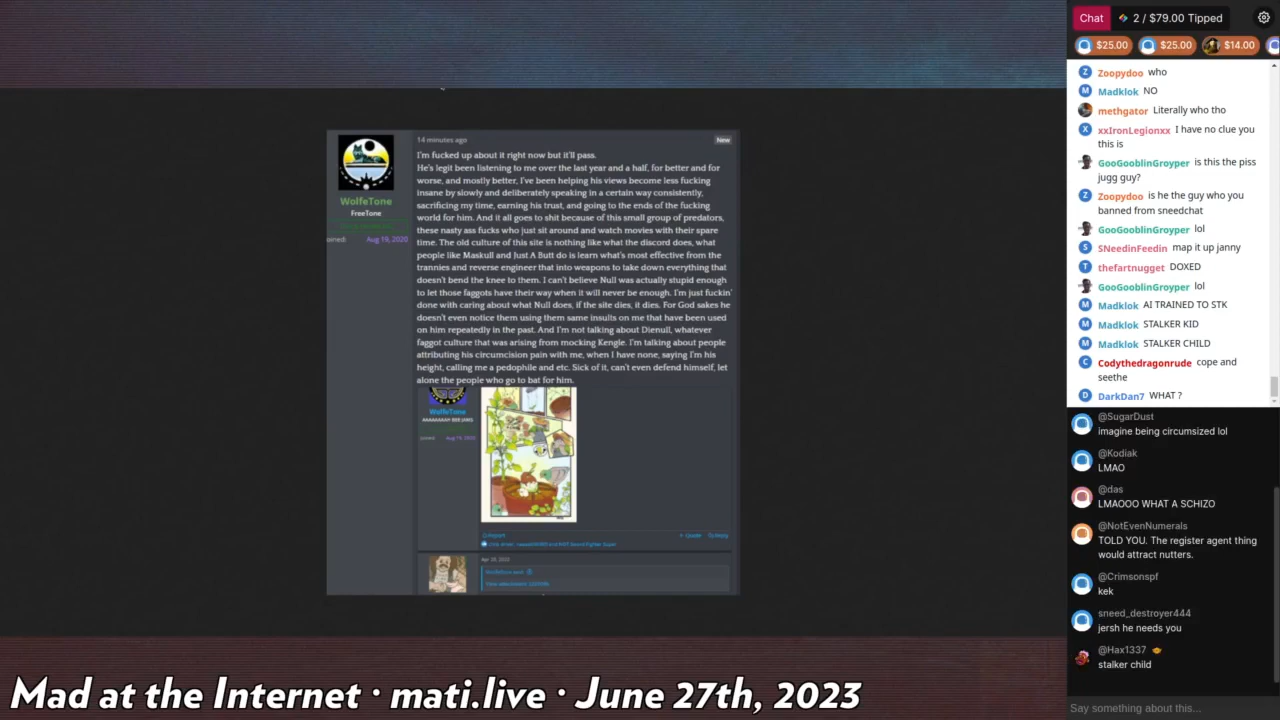 14 minutes ago
New
I'm fucked up about it right now but it'll pass.
He's legit been listening to me over the last year and a half, for better and for
worse, and mostly better, I've been helping his views become less fucking
insane by slowly and deliberately speaking in a certain way consistently,
sacrificing my time, earning his trust, and going to the ends of the fucking
world for him. And it all goes to shit because of this small group of predators,
these nasty ass fucks who just sit around and watch movies with their spare
time. The old culture of this site is nothing like what the discord does, what
people like Maskull and Just A Butt do is learn what's most effective from the
trannies and reverse engineer that into weapons to take down everything that
doesn't bend the knee to them. I can't believe Null was actually stupid enough
to let those faggots have their way when it will never be enough. I'm just fuckin'
done with caring about what Null does, if the site dies, it dies. For God sakes he
doesn't even notice them using them same insults on me that have been used
on him repeatedly in the past. And I'm not talking about Dienull, whatever
faggot culture that was arising from mocking Kengle. I'm talking about people
attributing his circumcision pain with me, when I have none, saying I'm his
height, calling me a pedophile and etc. Sick of it, can't even defend himself, let
alone the people who go to bat for him.
WolfeTone
FreeTone
oined:
Aug 19, 2020
WolfeTone
Joined
Aug 19, 2020
Report
Quote
Reply
Apr 20, 2023
WolfeTone said:
Mad at the Internet · mati.live · June 27th, 2023
Chat
2 / $79.00 Tipped
$25.00
$25.00
$14.00
Z
Zoopydoo who
M
Madklok NO
methgator Literally who tho
X
xxIronLegionxx I have no clue you
this is
GooGooblinGroyper is this the piss
jugg guy?
Z
Zoopydoo is he the guy who you
banned from sneedchat
GooGooblinGroyper lol
S
SNeedinFeedin map it up janny
T
thefartnugget DOXED
GooGooblinGroyper lol
M
Madklok AI TRAINED TO STK
M
Madklok STALKER KID
M
Madklok STALKER CHILD
C
Codythedragonrude cope and
seethe
D
DarkDan7 WHAT ?
@SugarDust
imagine being circumsized lol
@Kodiak
LMAO
@das
LMAOOO WHAT A SCHIZO
@NotEvenNumerals
TOLD YOU. The register agent thing
would attract nutters.
@Crimsonspf
kek
sneed_destroyer444
jersh he needs you
@Hax1337
stalker child
Say something about this...